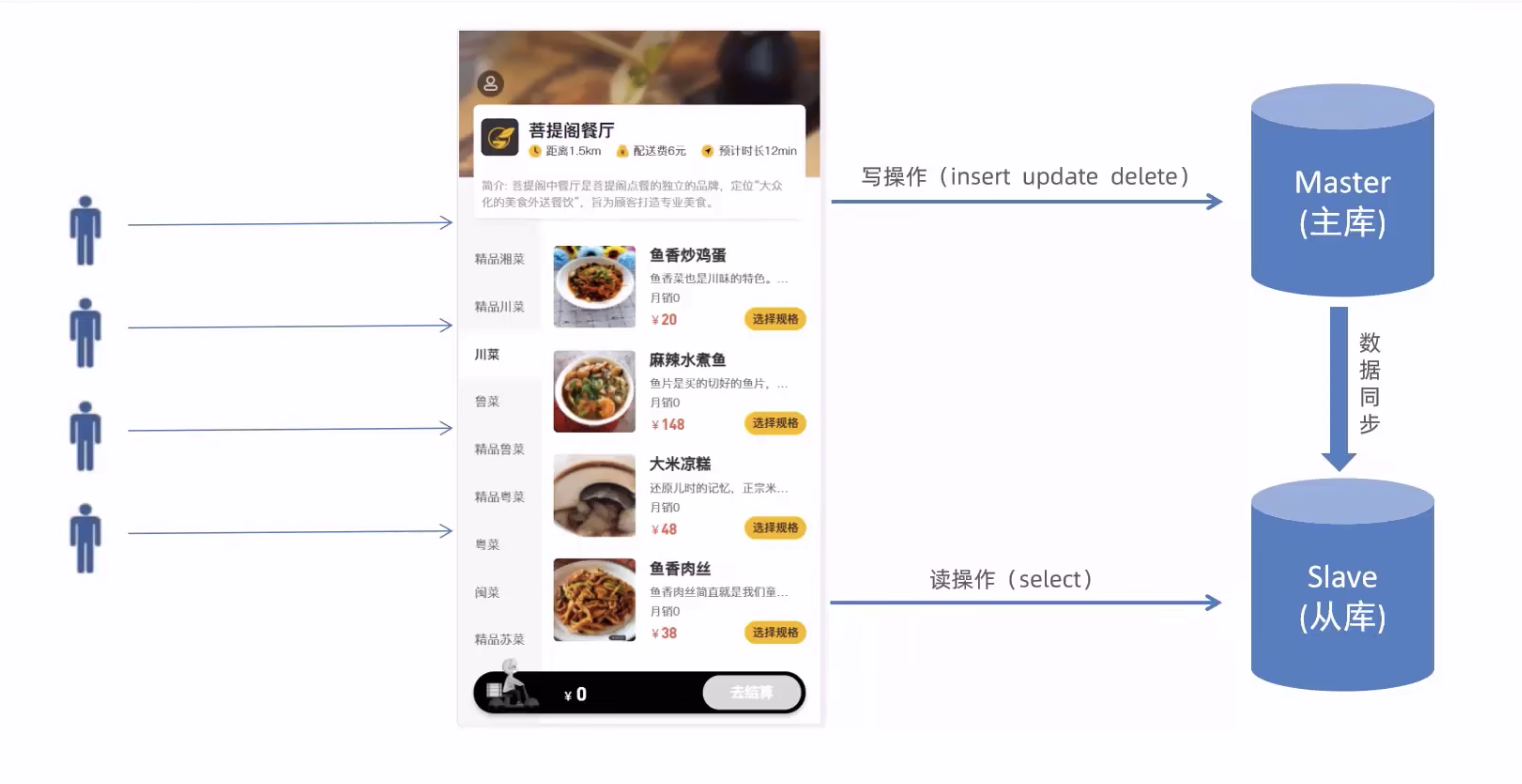 菩提阁餐厅
距离1.5km 配送费6元 预计时长12min
简介: 菩提阁中餐厅是菩提阁点餐的独立的品牌，定位“大众
化的美食外送餐饮”，旨为顾客打造专业美食。
精品湘菜
精品川菜
川菜
鲁菜
精品鲁菜
精品粤菜
粤菜
闽菜
精品苏菜
鱼香炒鸡蛋
鱼香菜也是川味的特色。...
月销0
¥20
选择规格
麻辣水煮鱼
鱼片是买的切好的鱼片，...
月销0
¥148
选择规格
大米凉糕
还原儿时的记忆，正宗米...
月销0
¥48
选择规格
鱼香肉丝
鱼香肉丝简直就是我们童...
月销0
¥38
选择规格
¥0
去结算
写操作（insert update delete）
读操作（select）
Master
(主库)
数据同步
Slave
(从库)